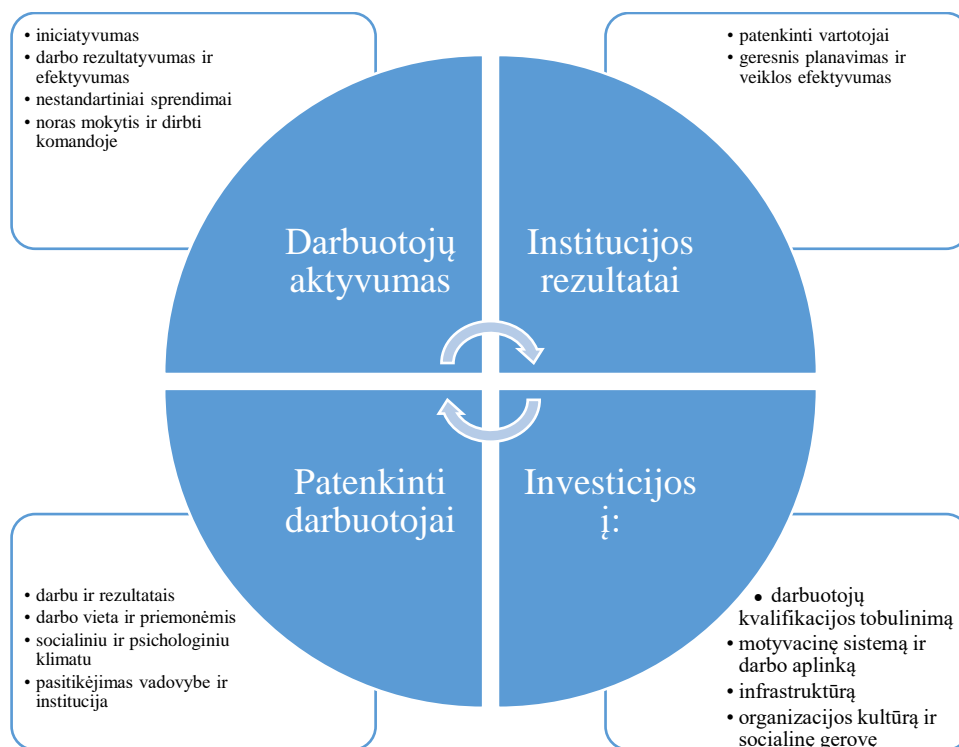 • iniciatyvumas
• darbo rezultatyvumas ir
efektyvumas
• nestandartiniai sprendimai
• noras mokytis ir dirbti
komandoje
• patenkinti vartotojai
• geresnis planavimas ir
veiklos efektyvumas
Darbuotojų
aktyvumas
Institucijos
rezultatai
Patenkinti
darbuotojai
Investicijos
į:
• darbu ir rezultatais
• darbo vieta ir priemonėmis
• socialiniu ir psichologiniu
klimatu
• pasitikėjimas vadovybe ir
institucija
• darbuotojų
kvalifikacijos tobulinimą
• motyvacinę sistemą ir
darbo aplinką
• infrastruktūrą
• organizacijos kultūrą ir
socialinę gerovę